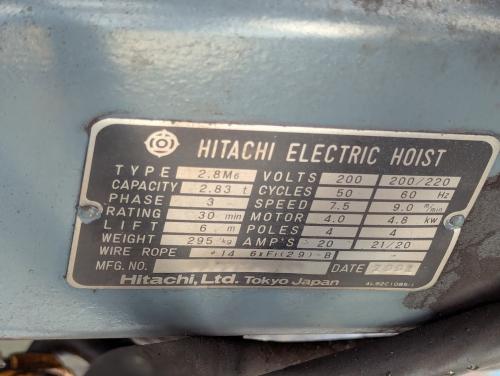 HITACHI ELECTRIC HOIST
TYPE 2.8M6 VOLTS 200 200/220
CAPACITY 2.83 t CYCLES 50 60 Hz
PHASE 3 SPEED 7.5 9.0 m/min
RATING 30 min MOTOR 4.0 4.8 kw
LIFT 6 m POLES 4 4
WEIGHT 295 kg AMP'S 20 21/20
WIRE ROPE 14 6xFi(29)-B
MFG. NO. DATE
Hitachi, Ltd. Tokyo Japan